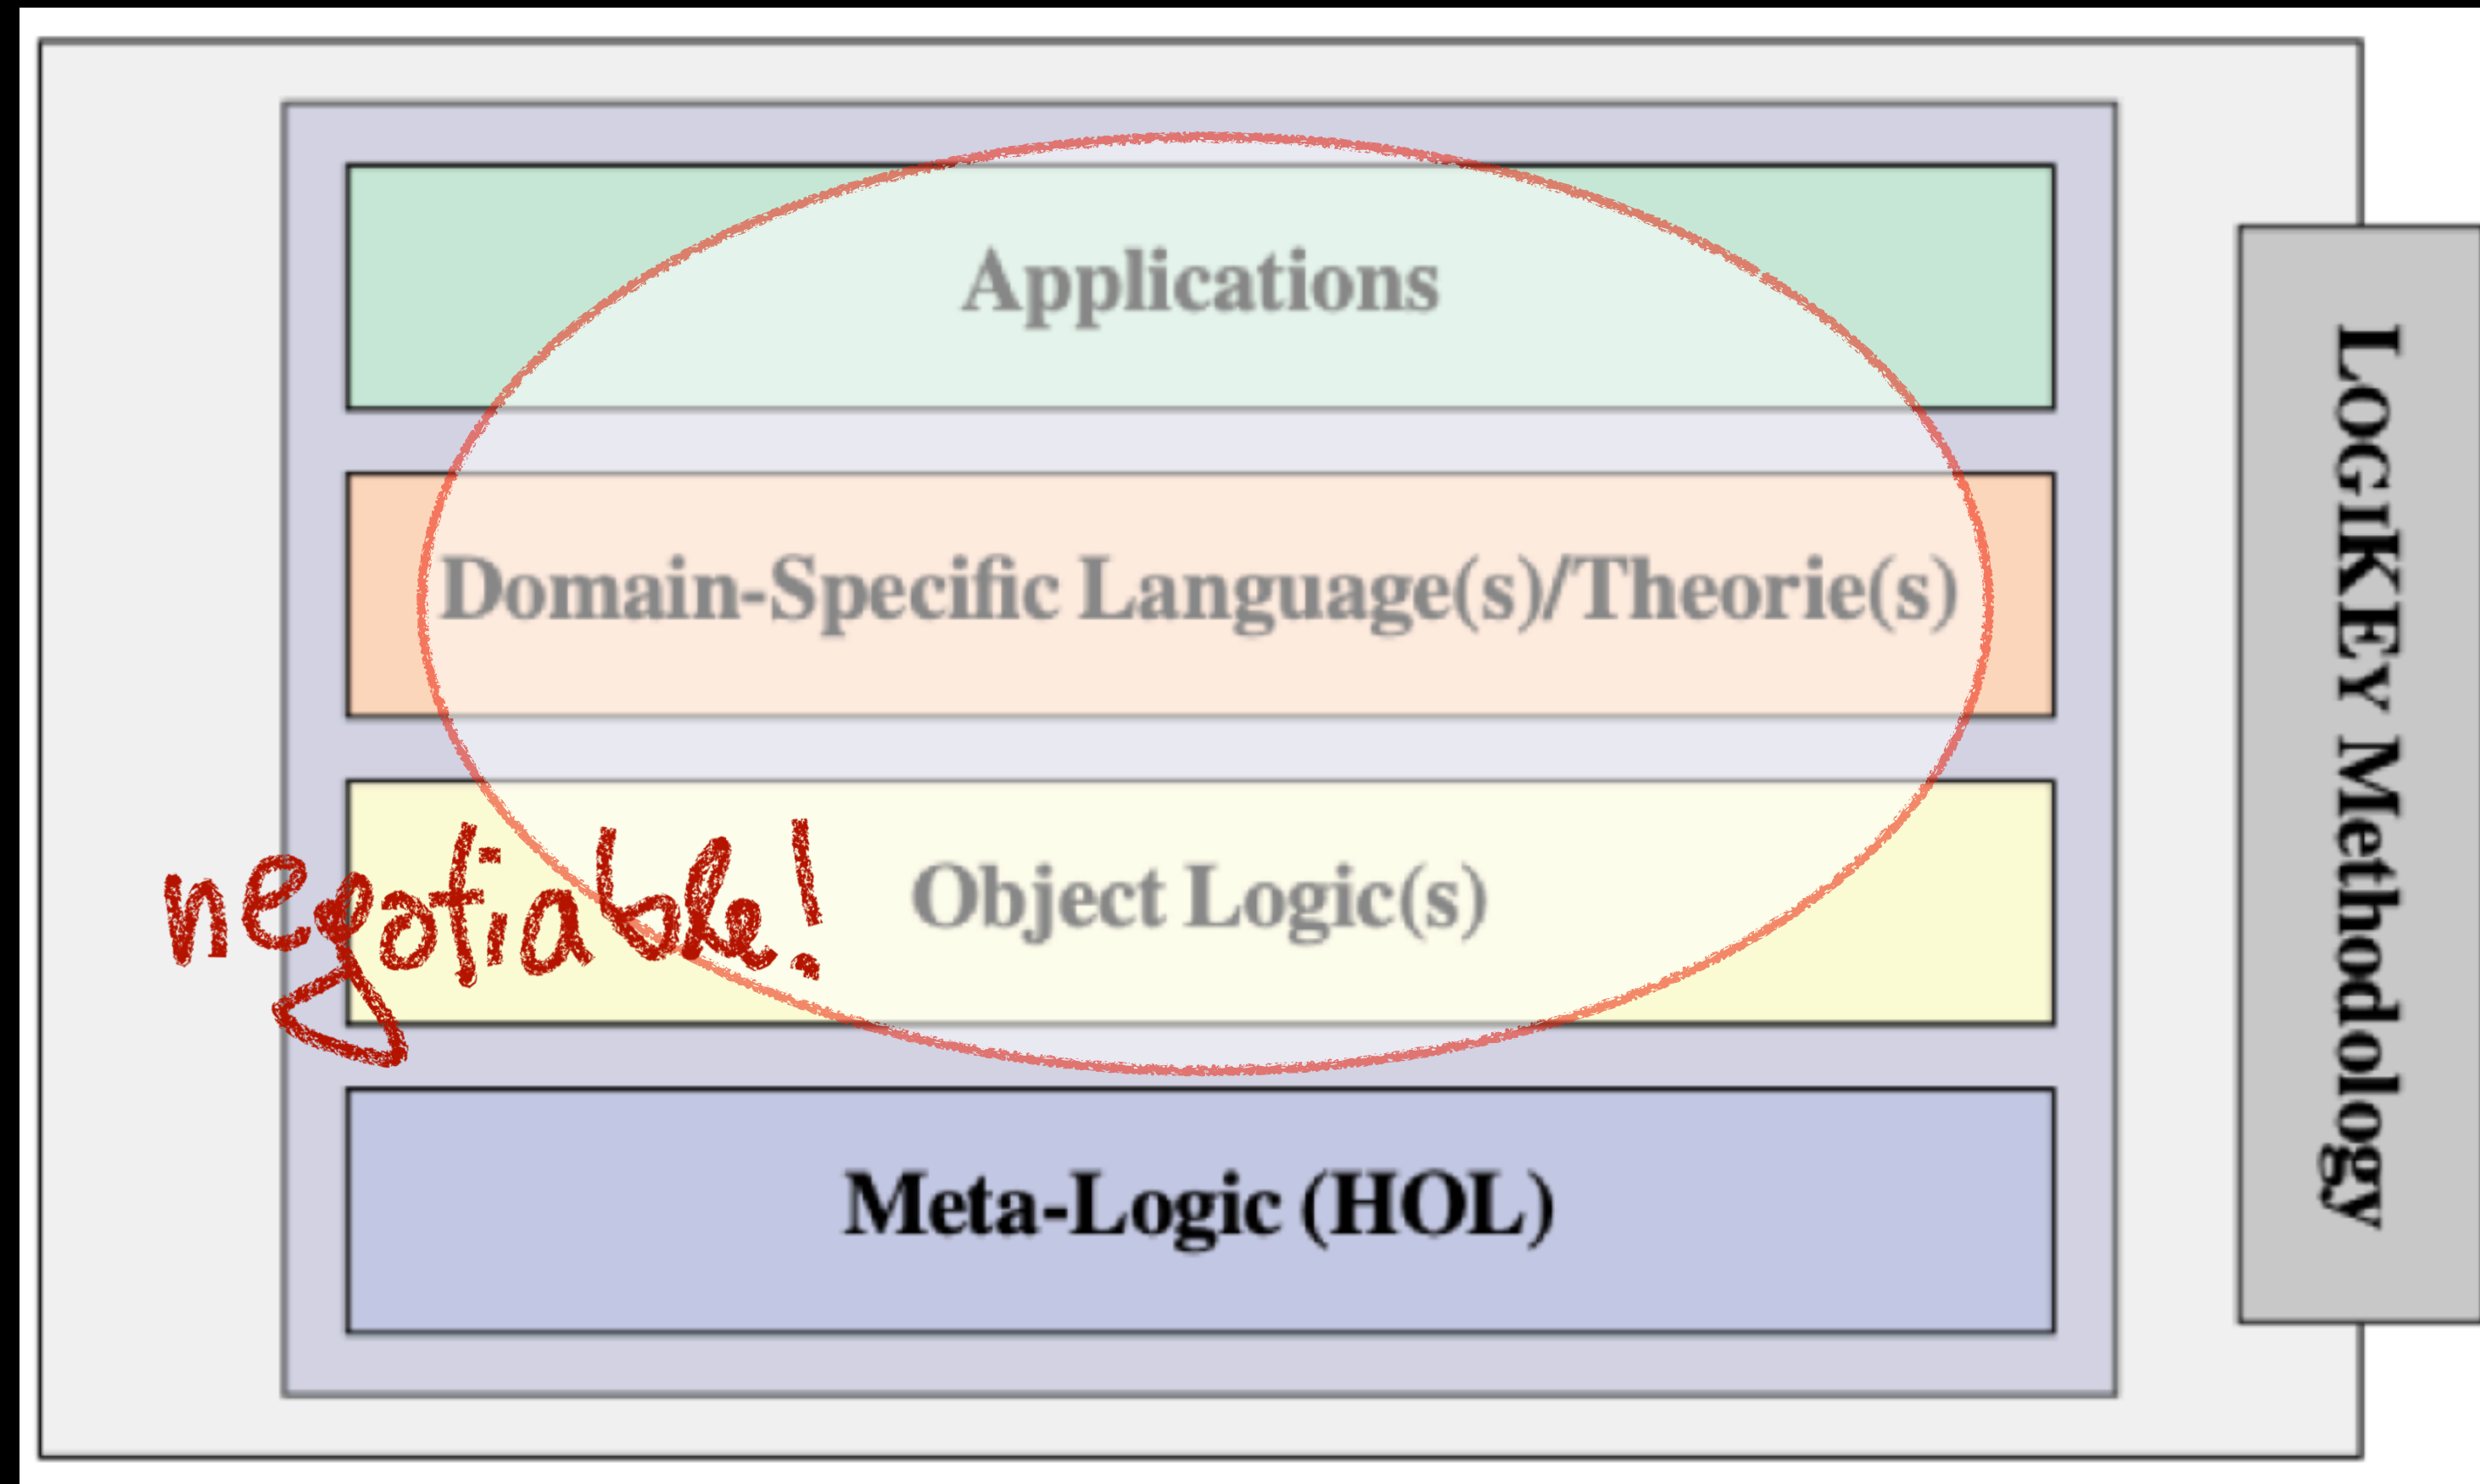 Applications
Domain-Specific Language(s)/Theorie(s)
negotiable!
Object Logic(s)
Meta-Logic (HOL)
LOGIKEY Methodology